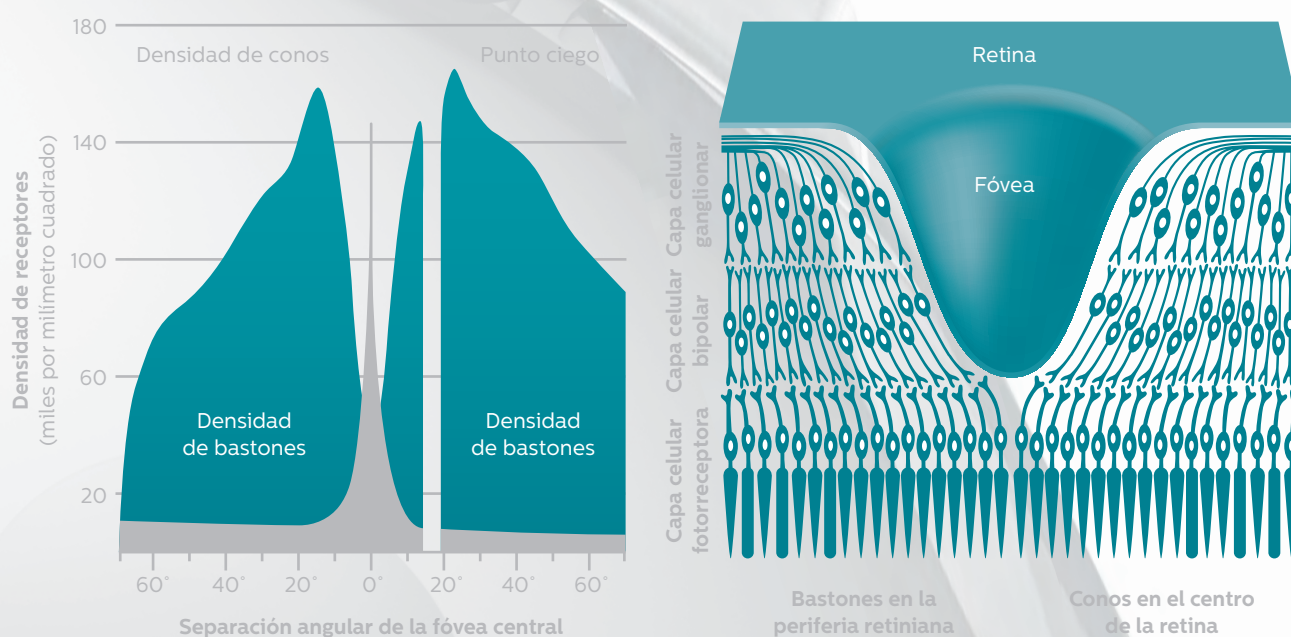 180
140
100
60
20
Densidad de receptores
(miles por milímetro cuadrado)
Densidad de conos
Punto ciego
Densidad
de bastones
Densidad
de bastones
60° 40° 20° 0° 20° 40° 60°
Separación angular de la fóvea central
Retina
Fóvea
Capa celular
ganglionar
Capa celular
bipolar
Capa celular
fotorreceptora
Bastones en la
periferia retiniana
Conos en el centro
de la retina